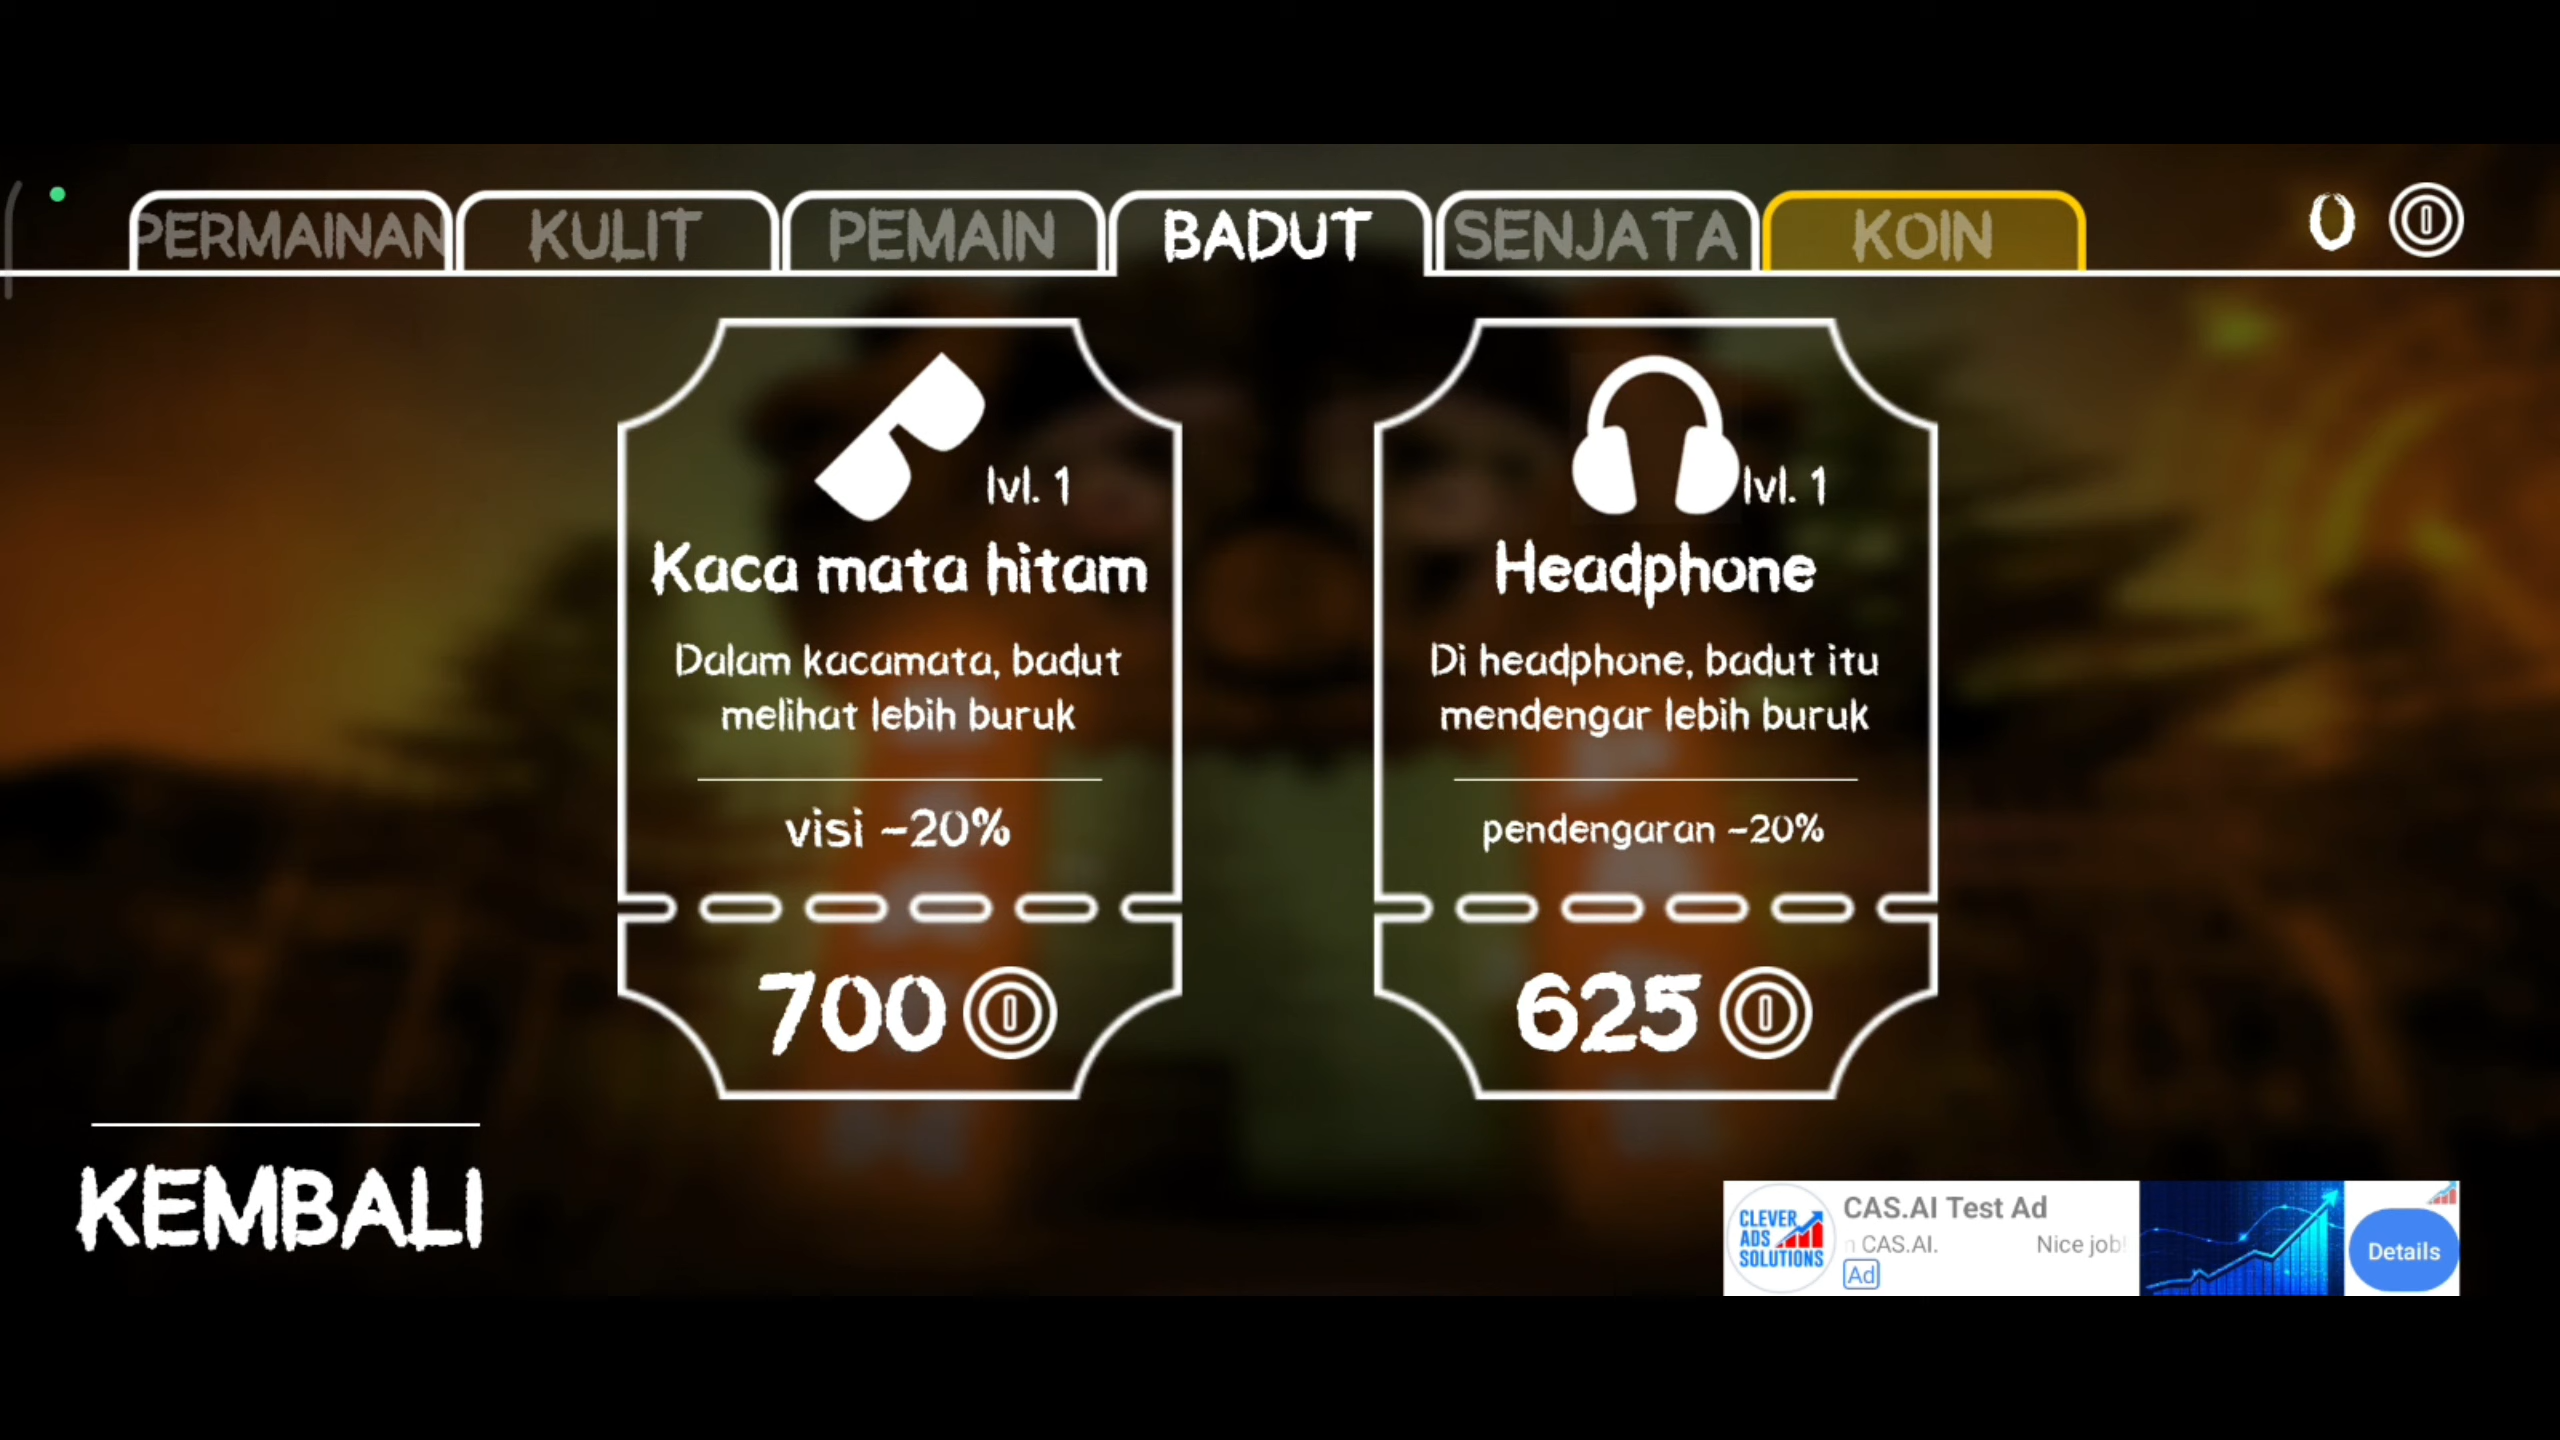 PERMAINAN KULIT PEMAIN BADUT SENJATA KOIN 0
lvl. 1
Kaca mata hitam
Dalam kacamata, badut
melihat lebih buruk
visi -20%
700
lvl. 1
Headphone
Di headphone, badut itu
mendengar lebih buruk
pendengaran -20%
625
KEMBALI
CLEVER
ADS
SOLUTIONS
CAS.AI Test Ad
CAS.AI. Nice job!
Ad
Details